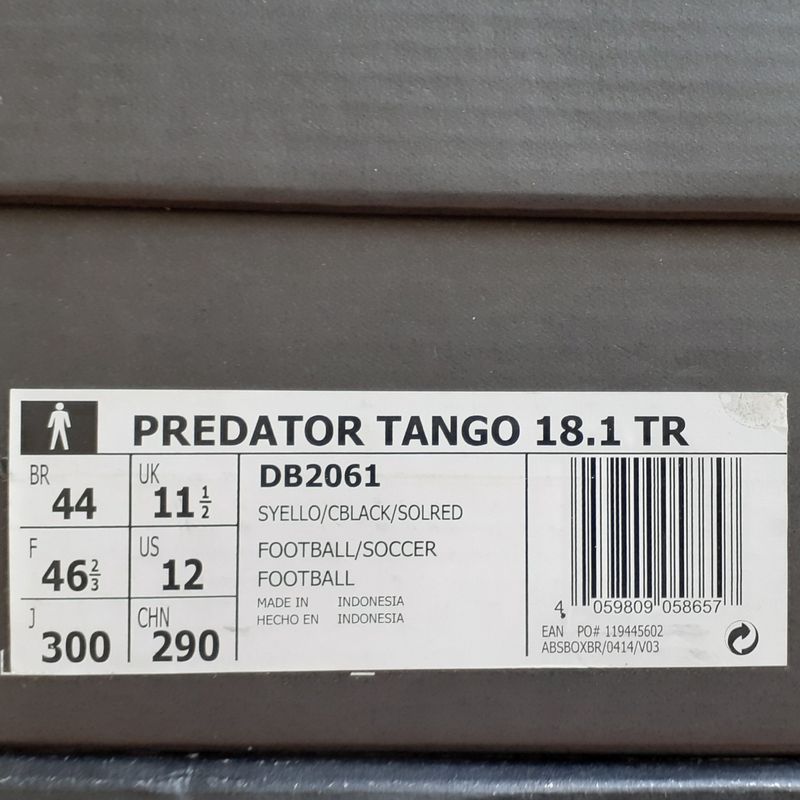 PREDATOR TANGO 18.1 TR
BR 44
UK 11 1/2
F 46 2/3
US 12
J 300
CHN 290
DB2061
SYELLO/CBLACK/SOLRED
FOOTBALL/SOCCER
FOOTBALL
MADE IN INDONESIA
HECHO EN INDONESIA
4 059809 058657
EAN PO# 119445602
ABSBOXBR/0414/V03